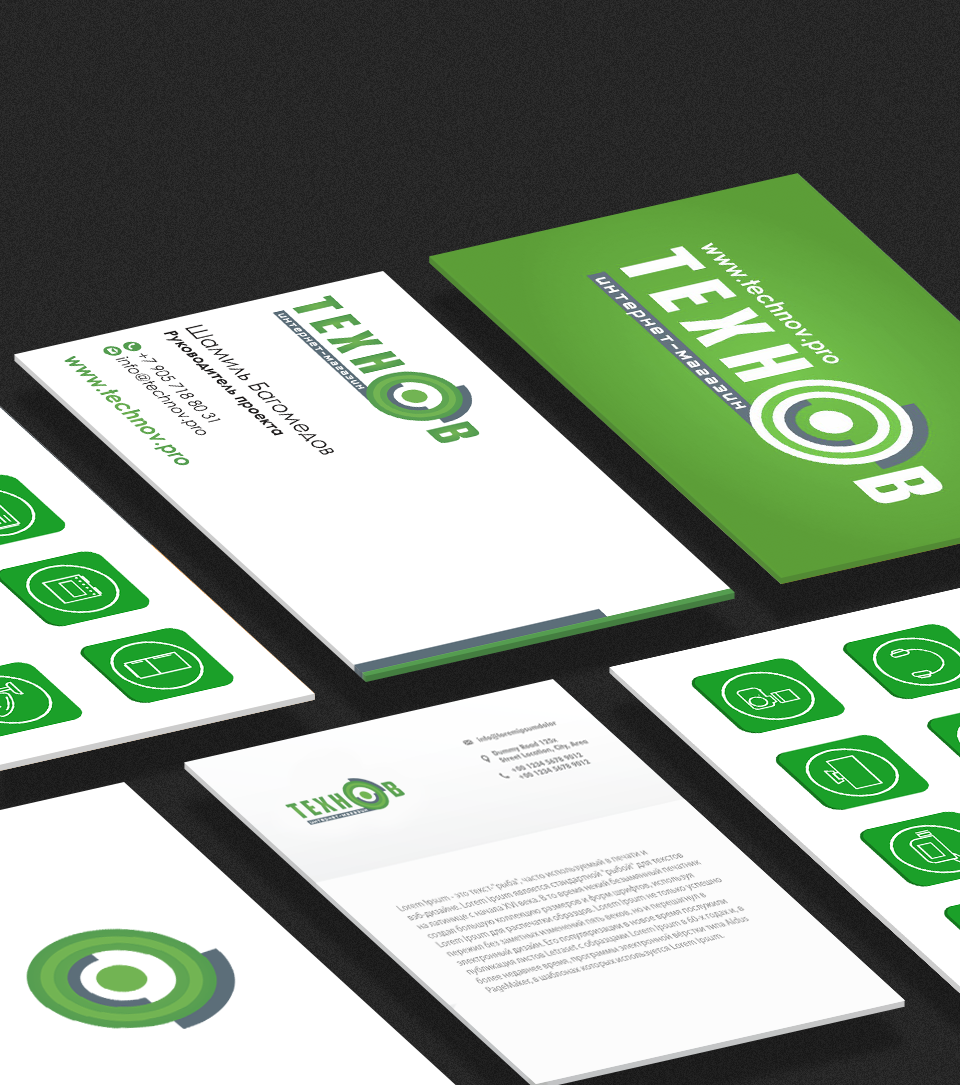 ТЕХНОВ
интернет-магазин
Шамиль Багомедов
Руководитель проекта
+7 905 718 80 31
info@technov.pro
www.technov.pro
www.technov.pro
ТЕХНОВ
интернет-магазин
ТЕХНОВ
интернет-магазин
info@loremipsumdolor
Dummy Road 125x
Street Location, City, Area
+00 1234 5678 9012
+00 1234 5678 9012
Lorem Ipsum - это текст-"рыба", часто используемый в печати и
вэб-дизайне. Lorem Ipsum является стандартной "рыбой" для текстов
на латинице с начала XVI века. В то время некий безымянный печатник
создал большую коллекцию размеров и форм шрифтов, используя
Lorem Ipsum для распечатки образцов. Lorem Ipsum не только успешно
пережил без заметных изменений пять веков, но и перешагнул в
электронный дизайн. Его популяризации в новое время послужили
публикация листов Letraset с образцами Lorem Ipsum в 60-х годах и, в
более недавнее время, программы электронной вёрстки типа Aldus
PageMaker, в шаблонах которых используется Lorem Ipsum.